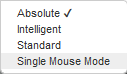 Absolute ✓
Intelligent
Standard
Single Mouse Mode